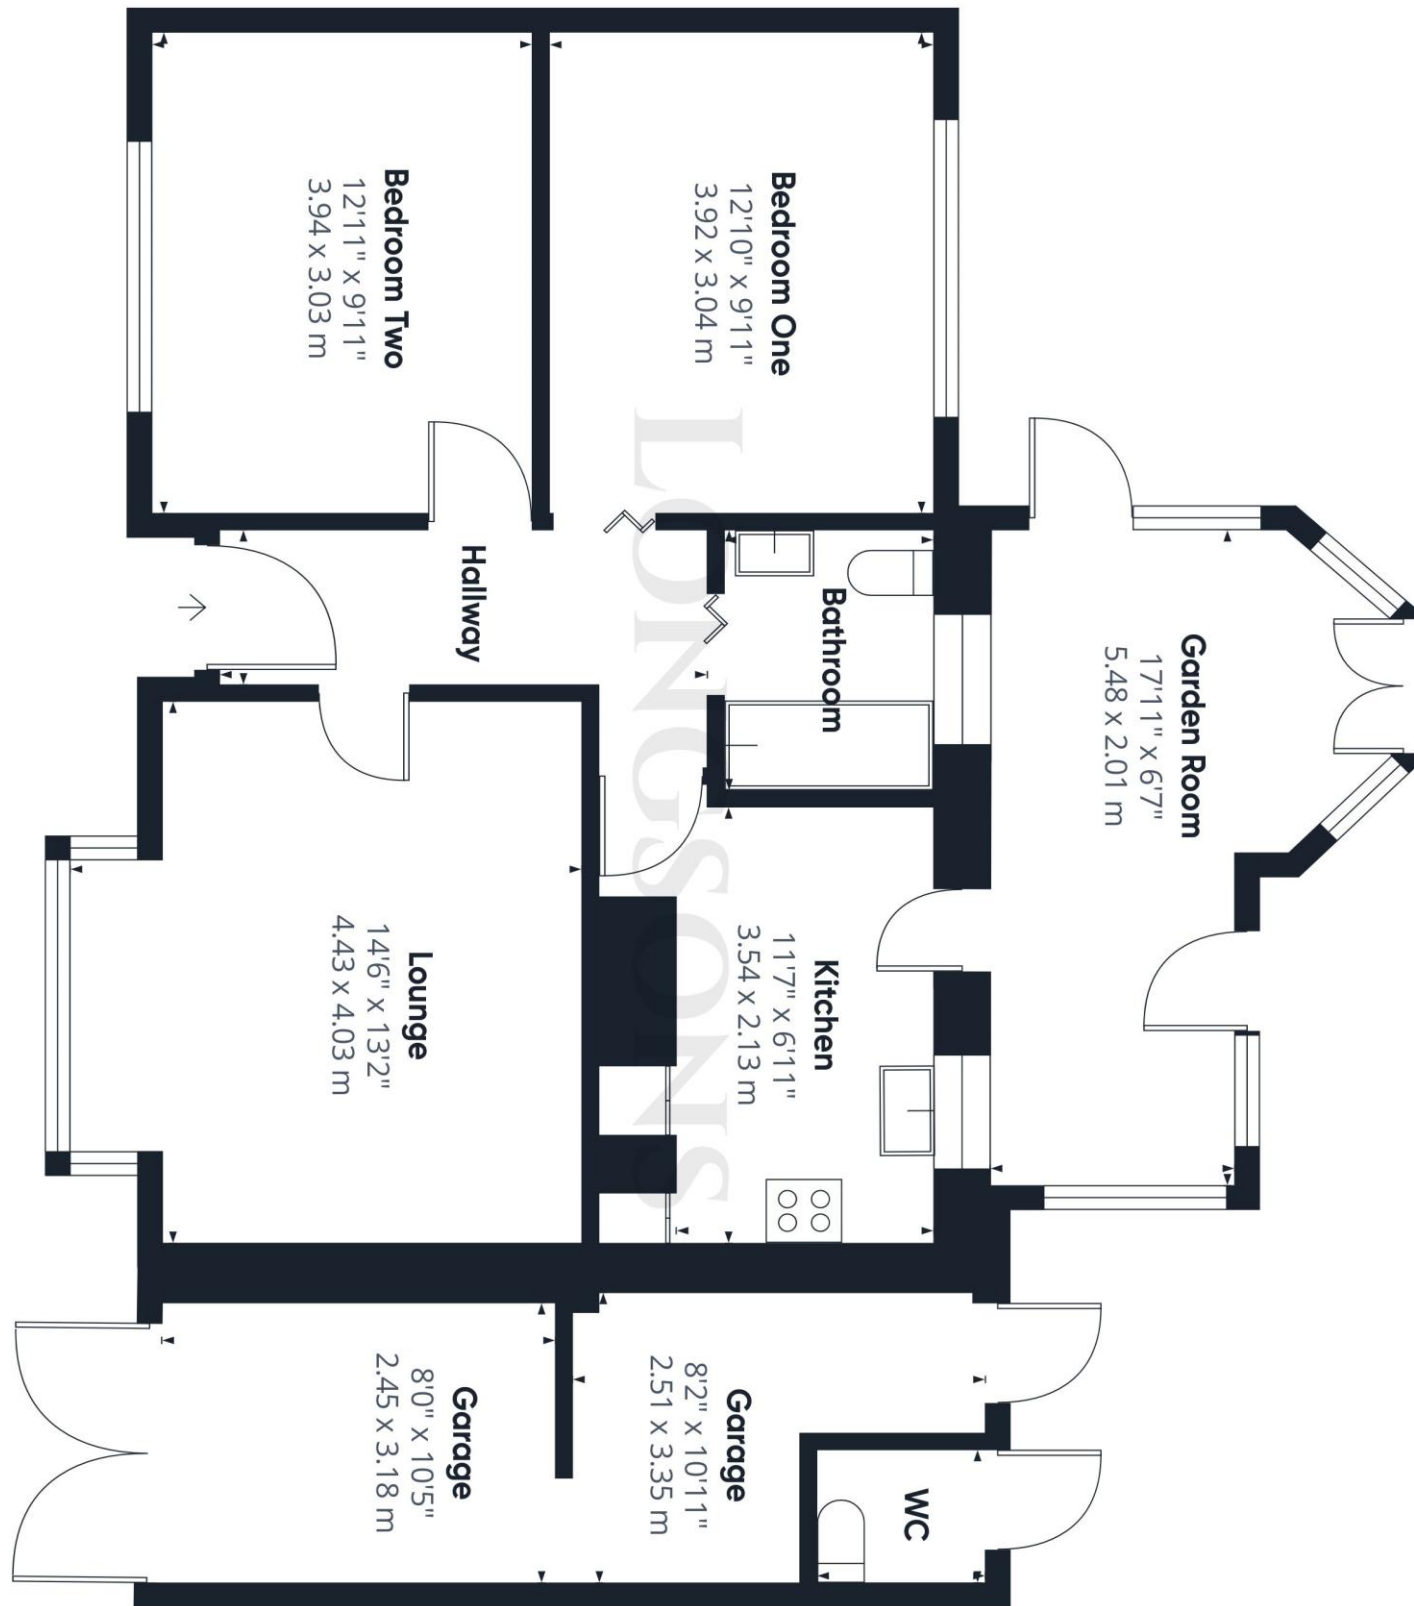 Garden Room
17'11" x 6'7"
5.48 x 2.01 m
Bedroom One
12'10" x 9'11"
3.92 x 3.04 m
Bathroom
Kitchen
11'7" x 6'11"
3.54 x 2.13 m
WC
Garage
8'2" x 10'11"
2.51 x 3.35 m
LONGSONS
Bedroom Two
12'11" x 9'11"
3.94 x 3.03 m
Hallway
Lounge
14'6" x 13'2"
4.43 x 4.03 m
Garage
8'0" x 10'5"
2.45 x 3.18 m